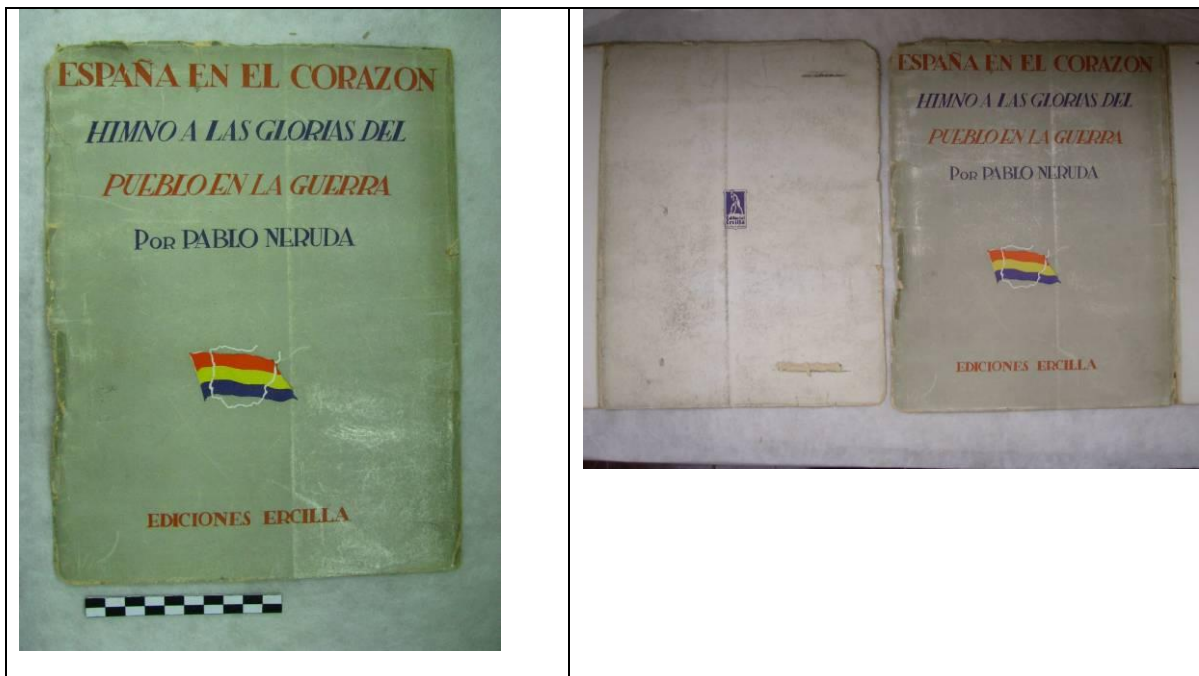 ESPAÑA EN EL CORAZON
HIMNO A LAS GLORIAS DEL
PUEBLO EN LA GUERRA
POR PABLO NERUDA
EDICIONES ERCILLA
ESPAÑA EN EL CORAZON
HIMNO A LAS GLORIAS DEL
PUEBLO EN LA GUERRA
POR PABLO NERUDA
EDICIONES ERCILLA